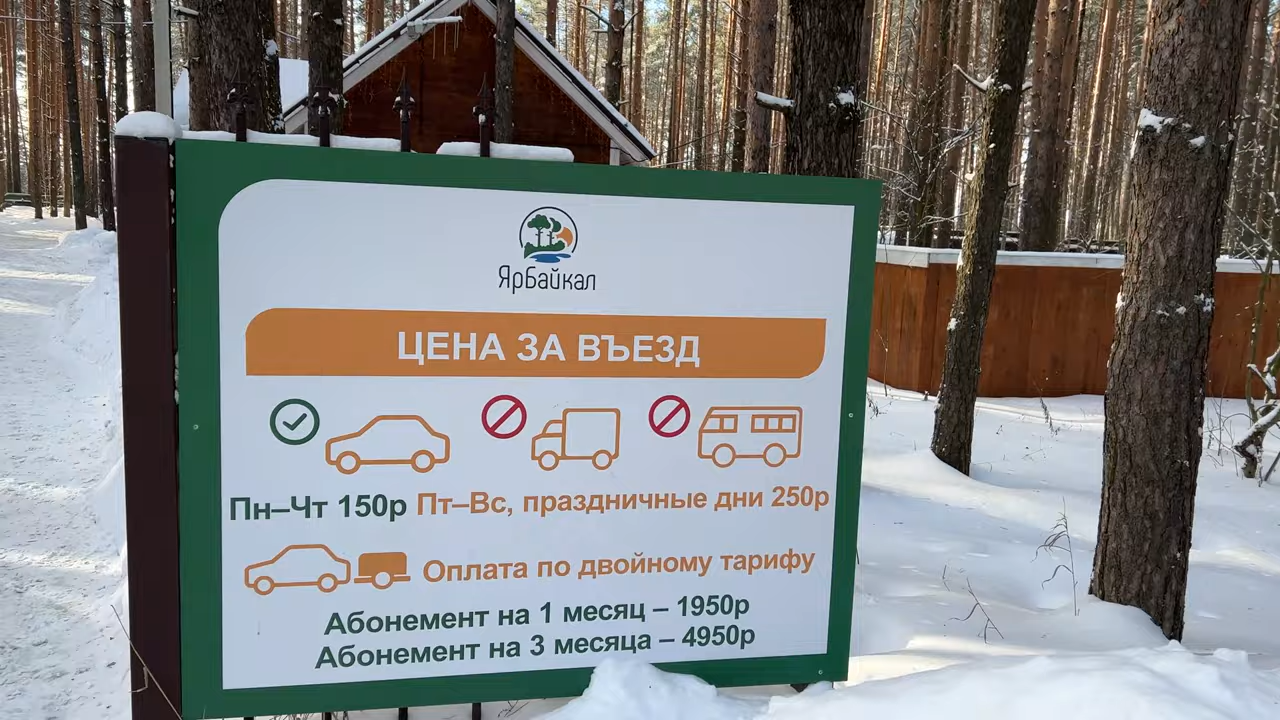 ЯрБайкал
ЦЕНА ЗА ВЪЕЗД
Пн–Чт 150р Пт–Вс, праздничные дни 250р
Оплата по двойному тарифу
Абонемент на 1 месяц – 1950р
Абонемент на 3 месяца – 4950р